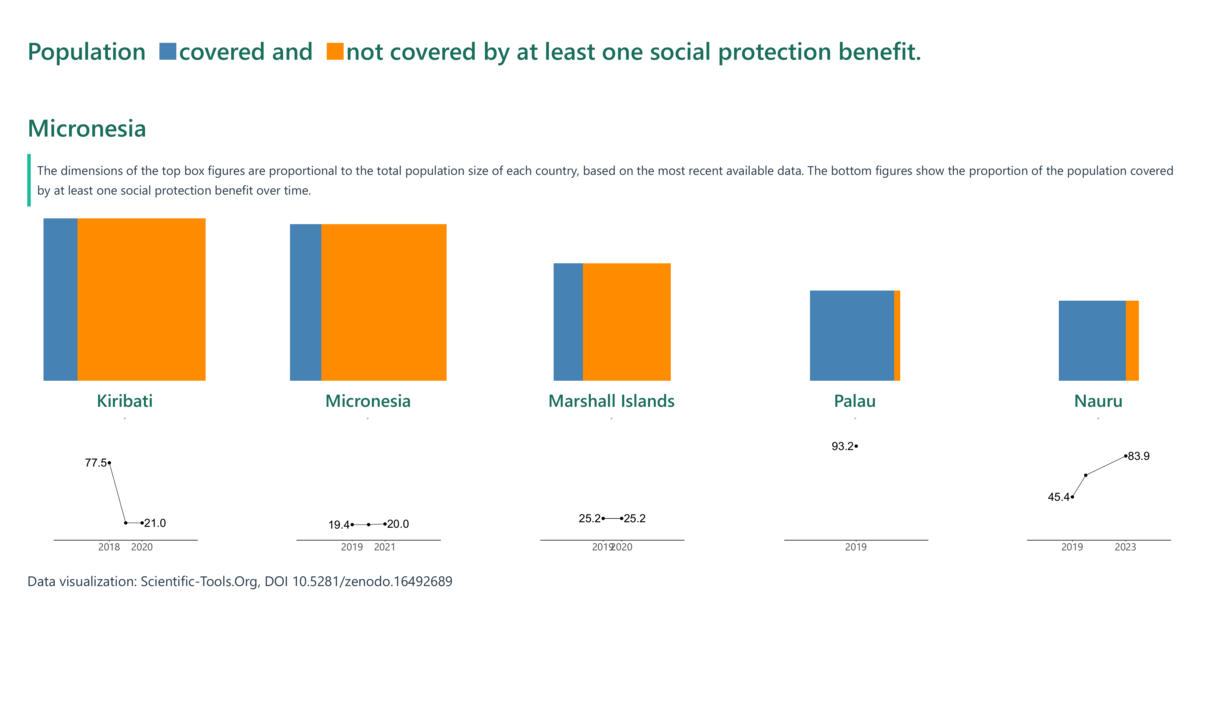 Population covered and not covered by at least one social protection benefit.
Micronesia
The dimensions of the top box figures are proportional to the total population size of each country, based on the most recent available data. The bottom figures show the proportion of the population covered
by at least one social protection benefit over time.
Kiribati Micronesia Marshall Islands Palau Nauru
77.5 21.0
19.4 20.0
25.2 25.2
93.2
45.4 83.9
2018 2020 2019 2021 2019 2020 2019 2019 2023
Data visualization: Scientific-Tools.Org, DOI 10.5281/zenodo.16492689